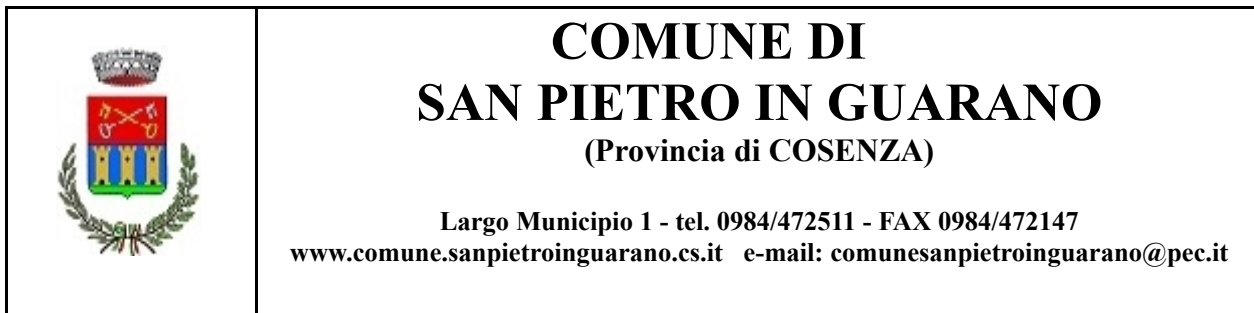 COMUNE DI
SAN PIETRO IN GUARANO
(Provincia di COSENZA)
Largo Municipio 1 - tel. 0984/472511 - FAX 0984/472147
www.comune.sanpietroinguarano.cs.it e-mail: comunesanpietroinguarano@pec.it